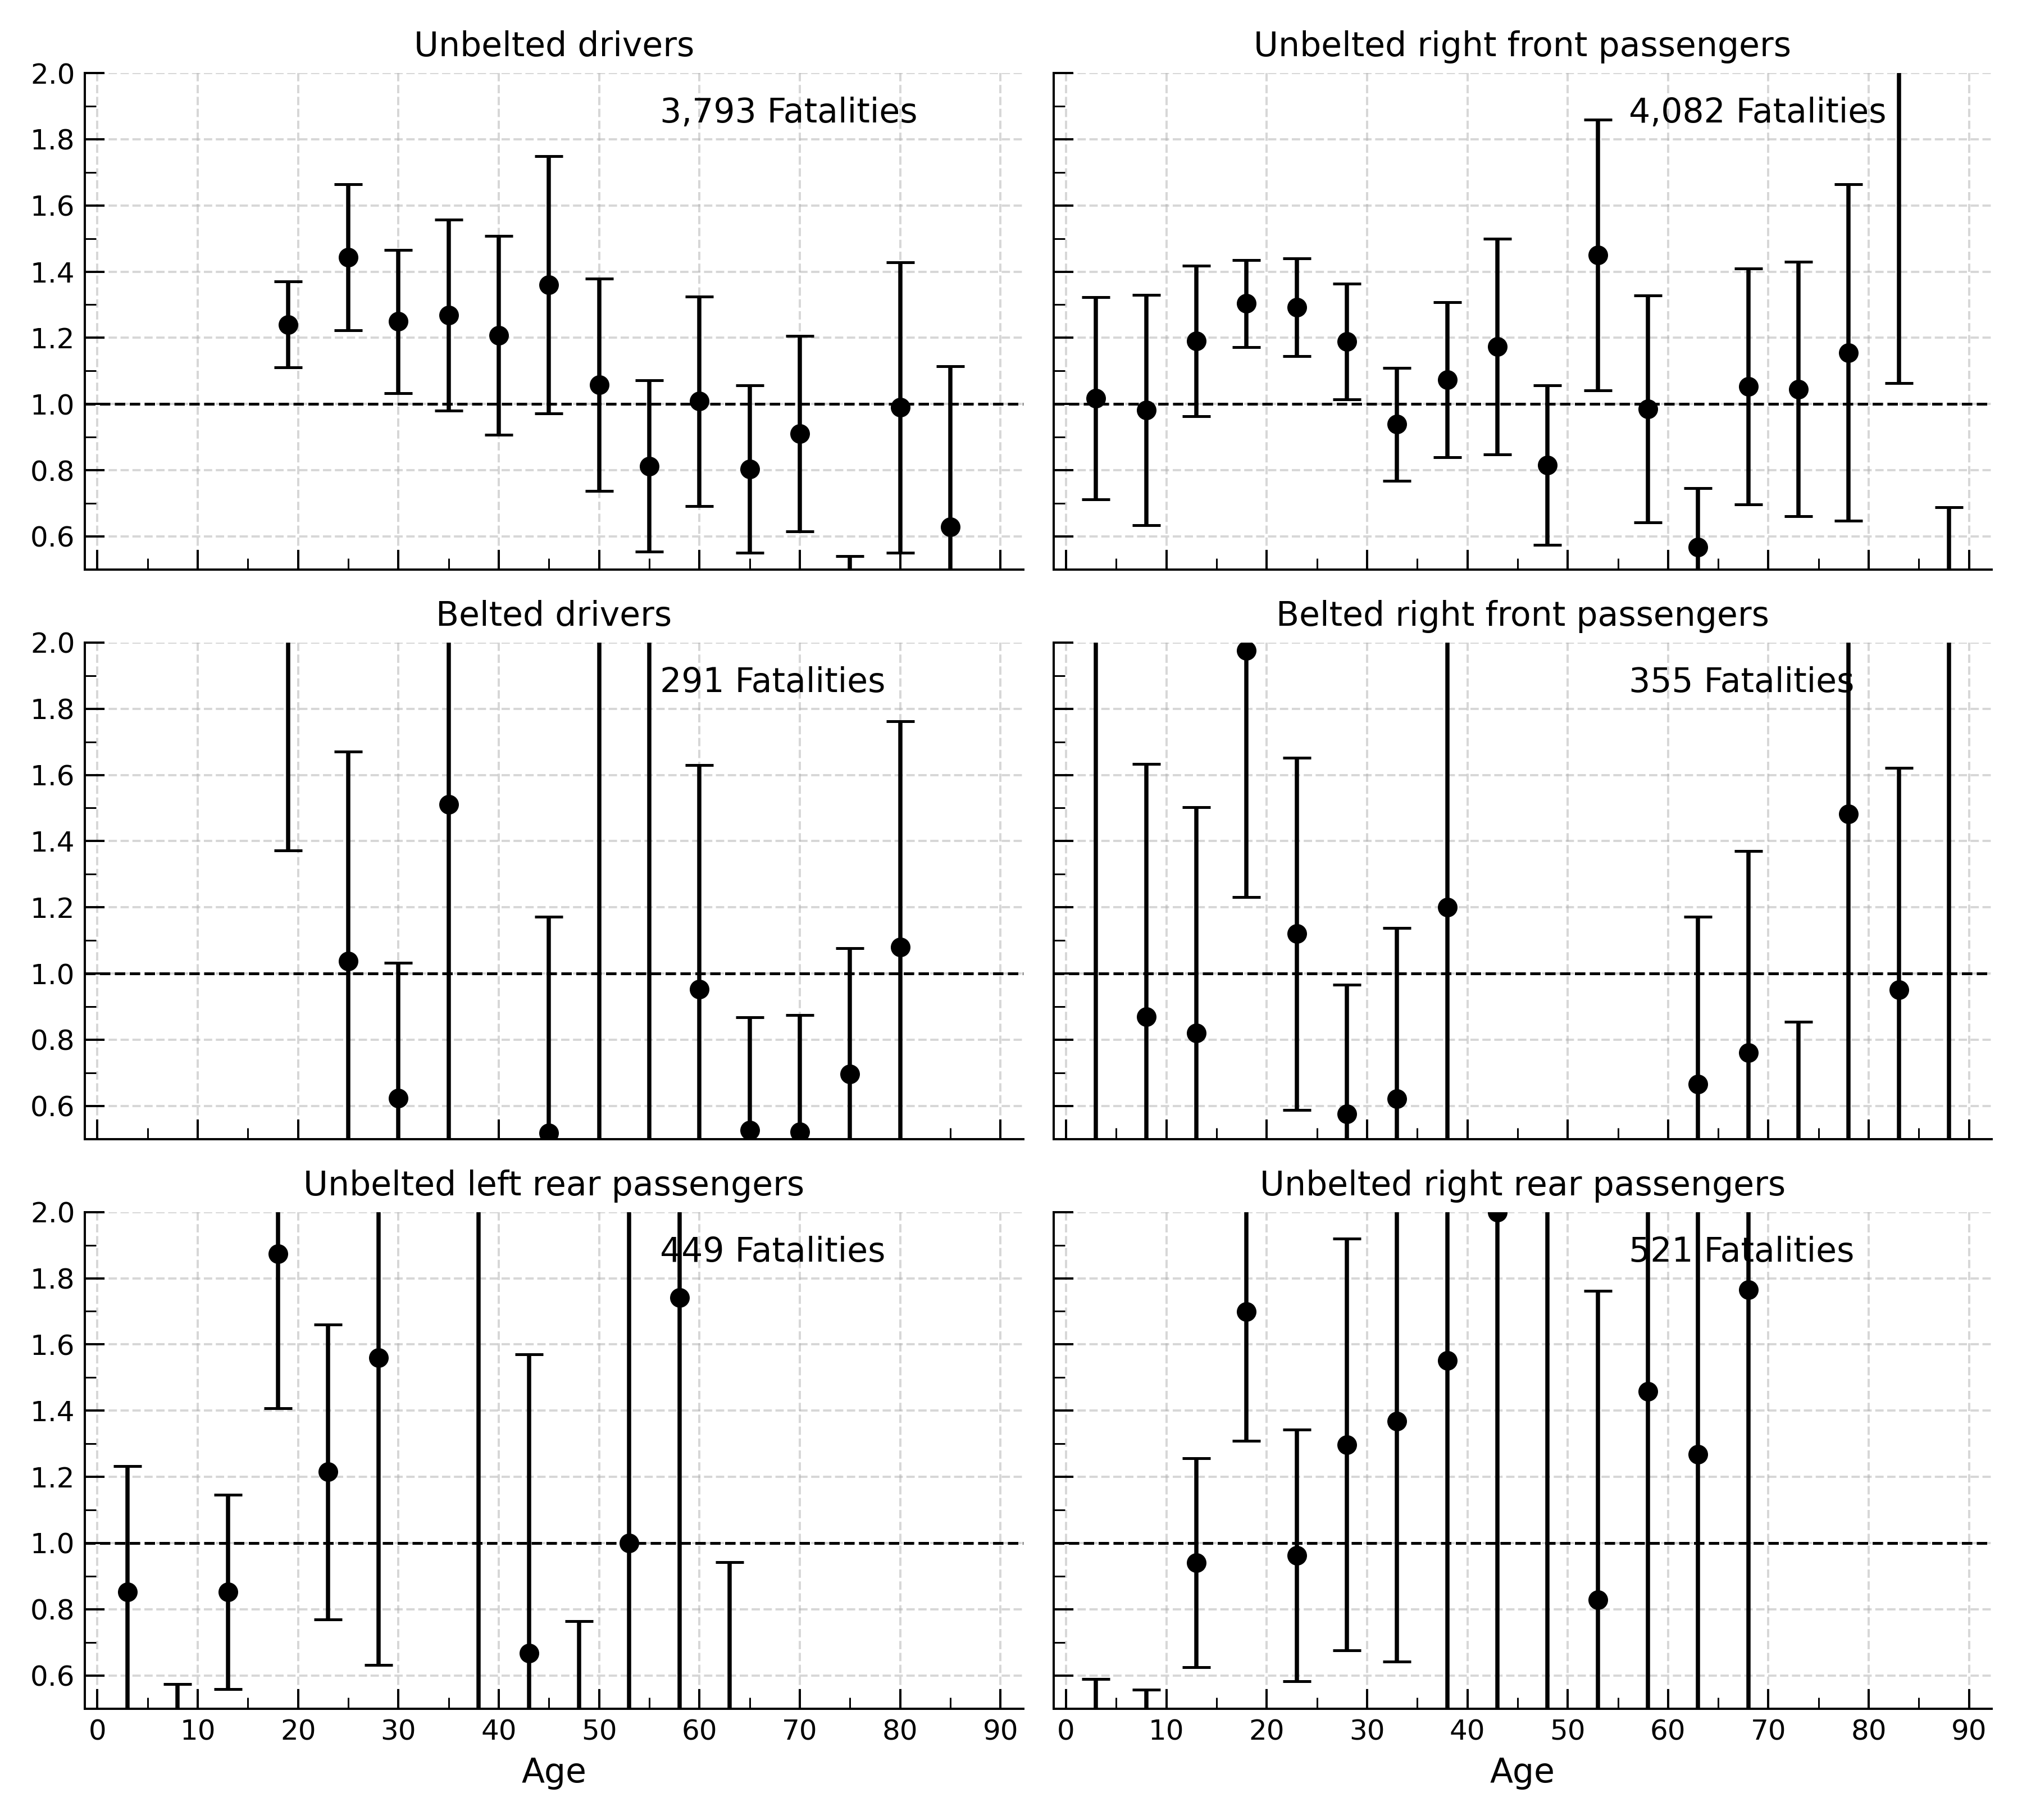 Unbelted drivers
Unbelted right front passengers
2.0
1.8
1.6
1.4
1.2
1.0
0.8
0.6
3,793 Fatalities
4,082 Fatalities
Belted drivers
Belted right front passengers
2.0
1.8
1.6
1.4
1.2
1.0
0.8
0.6
291 Fatalities
355 Fatalities
Unbelted left rear passengers
Unbelted right rear passengers
2.0
1.8
1.6
1.4
1.2
1.0
0.8
0.6
449 Fatalities
521 Fatalities
0 10 20 30 40 50 60 70 80 90
0 10 20 30 40 50 60 70 80 90
Age
Age